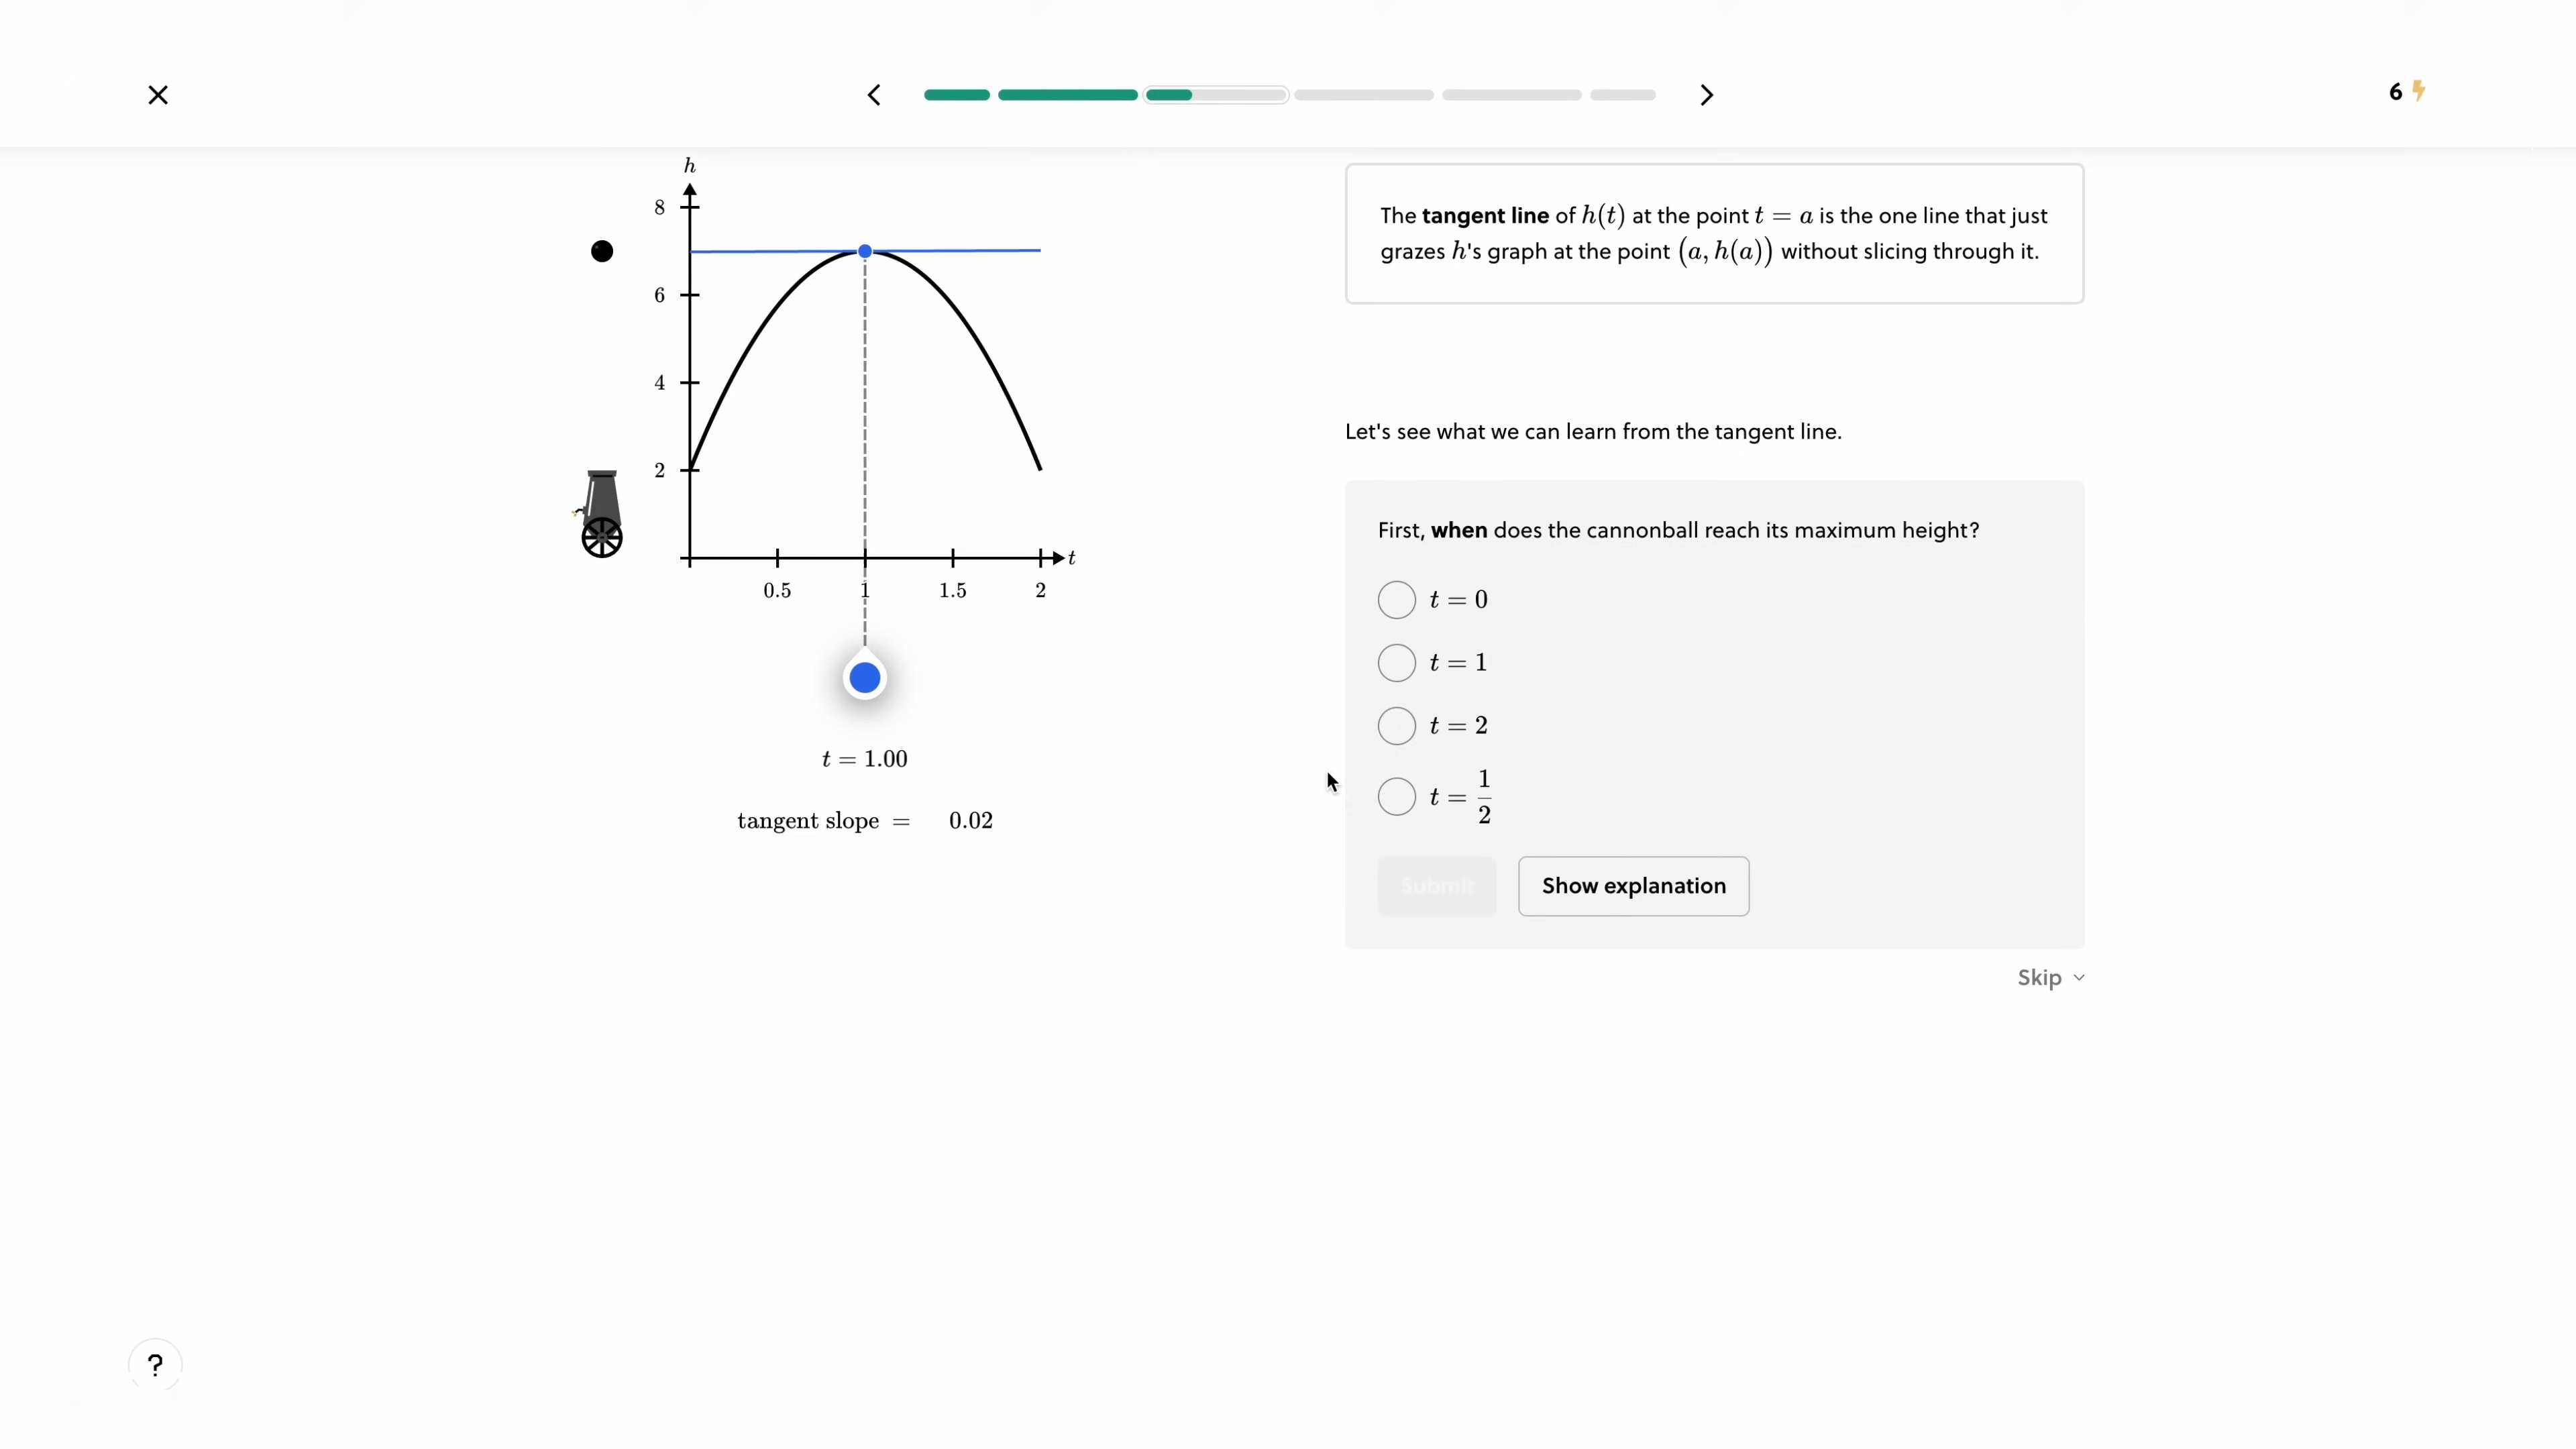 6
h
8
6
4
2
0.5
1
1.5
2
t
t = 1.00
tangent slope = 0.02
The tangent line of h(t) at the point t = a is the one line that just
grazes h's graph at the point (a, h(a)) without slicing through it.
Let's see what we can learn from the tangent line.
First, when does the cannonball reach its maximum height?
t = 0
t = 1
t = 2
t = 1/2
Submit
Show explanation
Skip
?